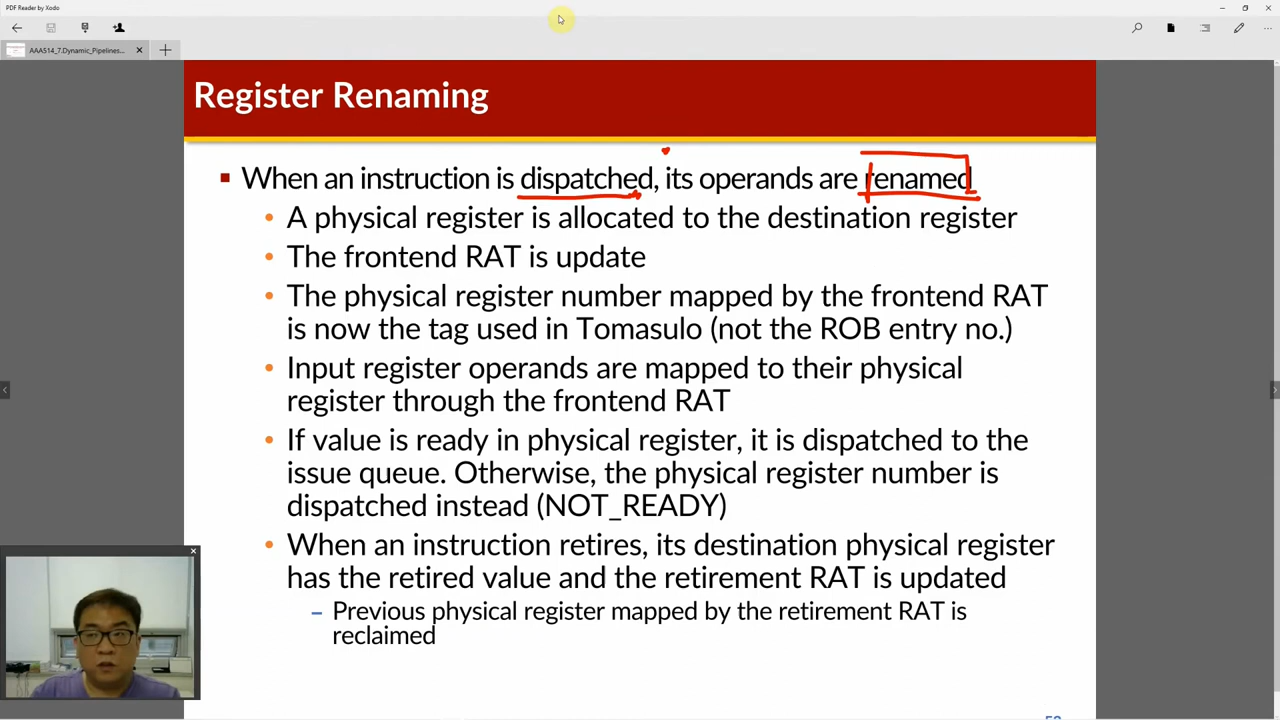 PDF Reader by Xodo
AAA514_7.Dynamic_Pipelines...
Register Renaming
When an instruction is dispatched, its operands are renamed
A physical register is allocated to the destination register
The frontend RAT is update
The physical register number mapped by the frontend RAT
is now the tag used in Tomasulo (not the ROB entry no.)
Input register operands are mapped to their physical
register through the frontend RAT
If value is ready in physical register, it is dispatched to the
issue queue. Otherwise, the physical register number is
dispatched instead (NOT_READY)
When an instruction retires, its destination physical register
has the retired value and the retirement RAT is updated
– Previous physical register mapped by the retirement RAT is
reclaimed